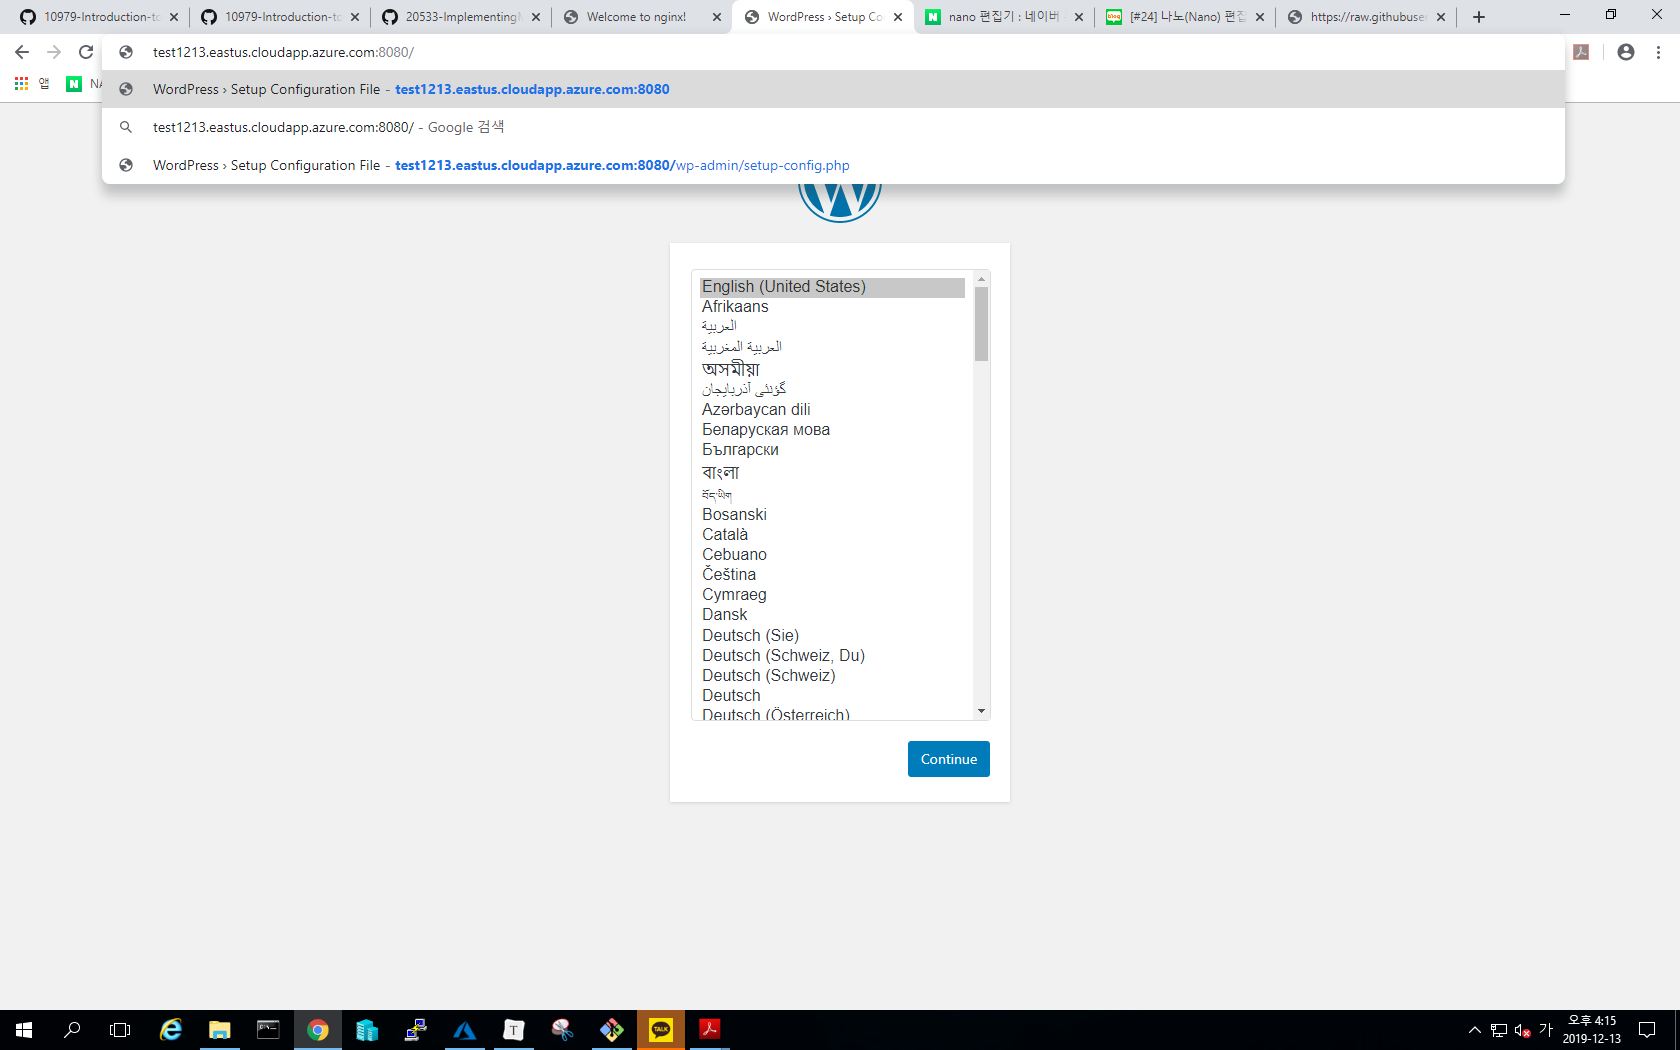 10979-Introduction-to
10979-Introduction-to
20533-Implementing
Welcome to nginx!
WordPress › Setup Co
nano 편집기 : 네이버
[#24] 나노(Nano) 편집
https://raw.githubuse
test1213.eastus.cloudapp.azure.com:8080/
앱
N NA
WordPress › Setup Configuration File - test1213.eastus.cloudapp.azure.com:8080
test1213.eastus.cloudapp.azure.com:8080/ - Google 검색
WordPress › Setup Configuration File - test1213.eastus.cloudapp.azure.com:8080/wp-admin/setup-config.php
English (United States)
Afrikaans
العربية
العربية المغربية
অসমীয়া
گؤنئی آذربایجان
Azərbaycan dili
Беларуская мова
Български
বাংলা
བོད་ཡིག
Bosanski
Català
Cebuano
Čeština
Cymraeg
Dansk
Deutsch (Sie)
Deutsch (Schweiz, Du)
Deutsch (Schweiz)
Deutsch
Deutsch (Österreich)
Continue
T
TALK
가
오후 4:15
2019-12-13